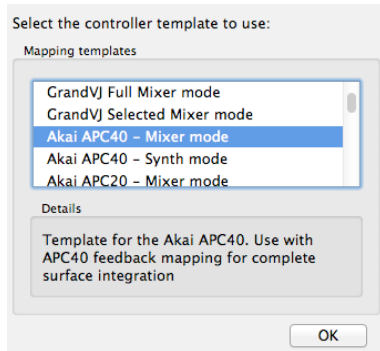 Select the controller template to use:
Mapping templates
GrandVJ Full Mixer mode
GrandVJ Selected Mixer mode
Akai APC40 – Mixer mode
Akai APC40 – Synth mode
Akai APC20 – Mixer mode
Details
Template for the Akai APC40. Use with
APC40 feedback mapping for complete
surface integration
OK